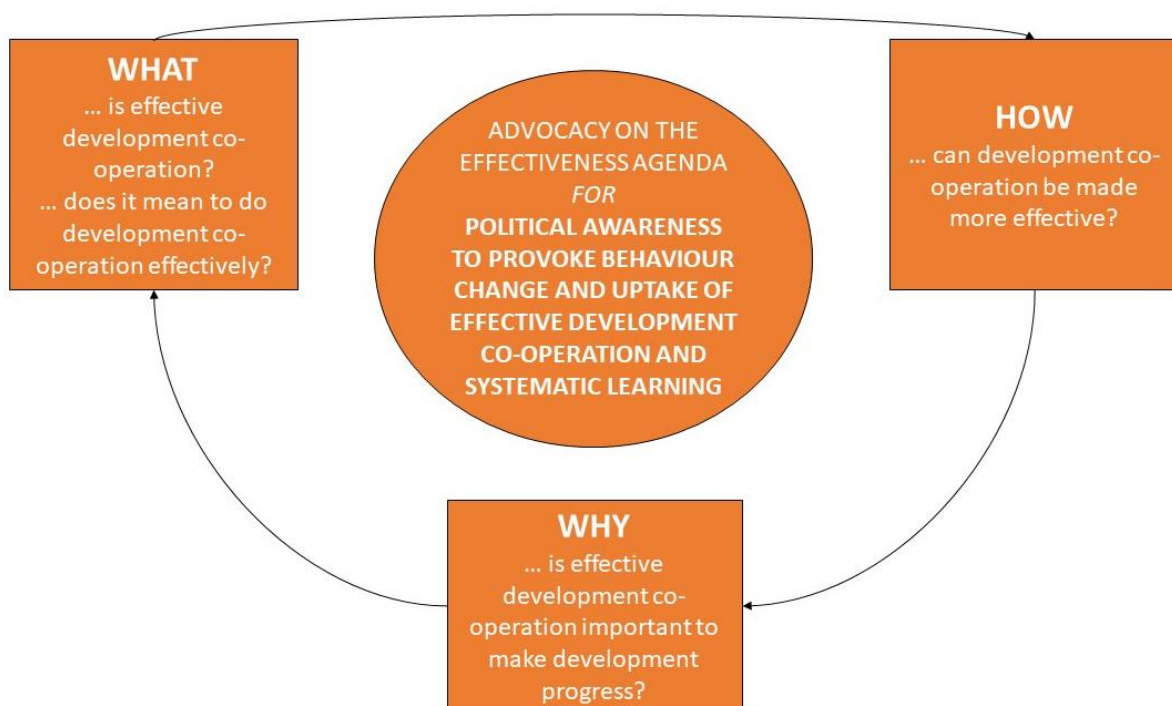 WHAT
... is effective
development co-
operation?
... does it mean to do
development co-
operation effectively?
ADVOCACY ON THE
EFFECTIVENESS AGENDA
FOR
POLITICAL AWARENESS
TO PROVOKE BEHAVIOUR
CHANGE AND UPTAKE OF
EFFECTIVE DEVELOPMENT
CO-OPERATION AND
SYSTEMATIC LEARNING
HOW
... can development co-
operation be made
more effective?
WHY
... is effective
development co-
operation important to
make development
progress?